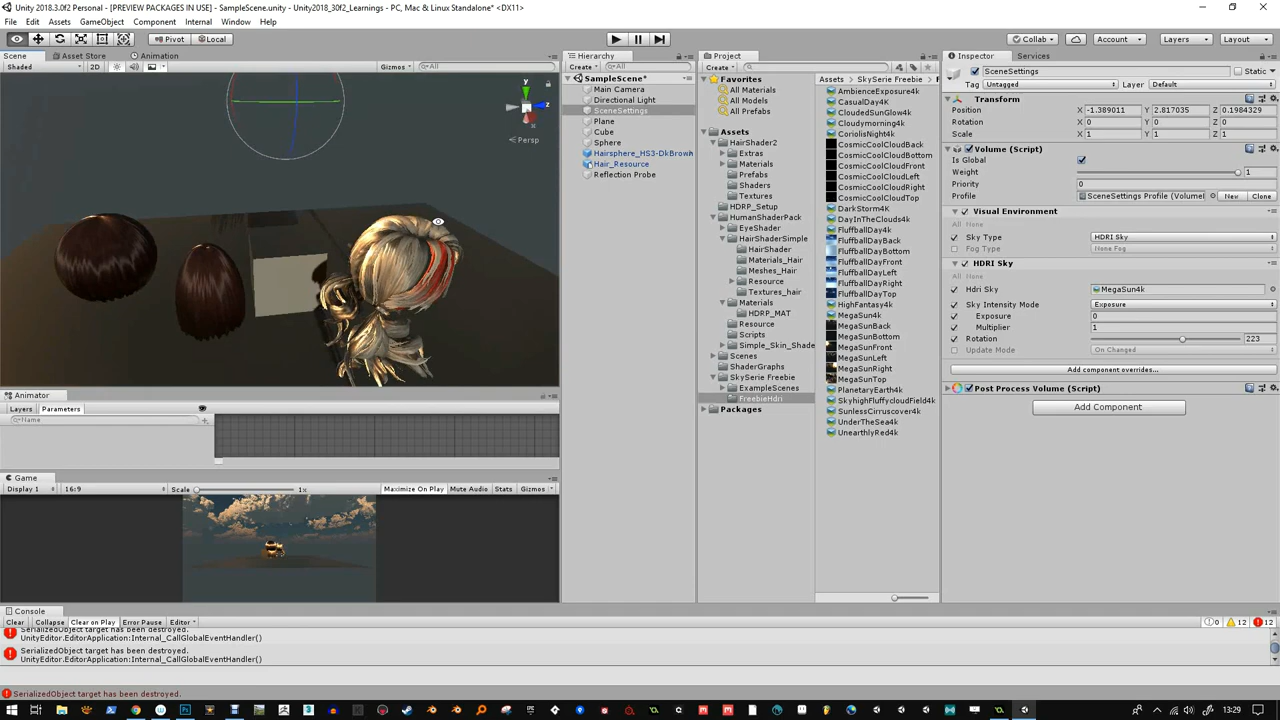 Unity 2018.3.0f2 Personal - [PREVIEW PACKAGES IN USE] - SampleScene.unity - Unity2018_30f2_Learnings - PC, Mac & Linux Standalone* <DX11>
File Edit Assets GameObject Component Internal Window Help
Pivot Local
Collab Account Layers Layout
Scene Asset Store Animation
Shaded 2D Gizmos All
y
z
Persp
Animator
Layers Parameters
Name
Game
Display 1 16:9 Scale 1x Maximize On Play Mute Audio Stats Gizmos
Hierarchy
Create All
SampleScene*
Main Camera
Directional Light
SceneSettings
Plane
Cube
Sphere
Hairsphere_HS3-DkBrown
Hair_Resource
Reflection Probe
Project
Create
Favorites
All Materials
All Models
All Prefabs
Assets
HairShader2
Extras
Materials
Prefabs
Shaders
Textures
HDRP_Setup
HumanShaderPack
EyeShader
HairShaderSimple
HairShader
Materials_Hair
Meshes_Hair
Resource
Textures_hair
Materials
HDRP_MAT
Resource
Scripts
Simple_Skin_Shade
Scenes
ShaderGraphs
SkySerie Freebie
ExampleScenes
FreebieHdri
Packages
Assets SkySerie Freebie
AmbienceExposure4k
CasualDay4K
CloudedSunGlow4k
Cloudymorning4k
CoriolisNight4k
CosmicCoolCloudBack
CosmicCoolCloudBottom
CosmicCoolCloudFront
CosmicCoolCloudLeft
CosmicCoolCloudRight
CosmicCoolCloudTop
DarkStorm4K
DayInTheClouds4k
FluffballDay4k
FluffballDayBack
FluffballDayBottom
FluffballDayFront
FluffballDayLeft
FluffballDayRight
FluffballDayTop
HighFantasy4k
MegaSun4k
MegaSunBack
MegaSunBottom
MegaSunFront
MegaSunLeft
MegaSunRight
MegaSunTop
PlanetaryEarth4k
SkyhighFluffycloudField4k
SunlessCirruscover4k
UnderTheSea4k
UnearthlyRed4k
Inspector Services
SceneSettings Static
Tag Untagged Layer Default
Transform
Position X -1.389011 Y 2.817035 Z 0.1984329
Rotation X 0 Y 0 Z 0
Scale X 1 Y 1 Z 1
Volume (Script)
Is Global
Weight 1
Priority 0
Profile SceneSettings Profile (Volumel New Clone
Visual Environment
All None
Sky Type HDRI Sky
Fog Type None Fog
HDRI Sky
All None
Hdri Sky MegaSun4k
Sky Intensity Mode Exposure
Exposure 0
Multiplier 1
Rotation 223
Update Mode On Changed
Add component overrides...
Post Process Volume (Script)
Add Component
Console
Clear Collapse Clear on Play Error Pause Editor 0 12 12
SerializedObject target has been destroyed.
UnityEditor.EditorApplication:Internal_CallGlobalEventHandler()
SerializedObject target has been destroyed.
UnityEditor.EditorApplication:Internal_CallGlobalEventHandler()
SerializedObject target has been destroyed.
13:29